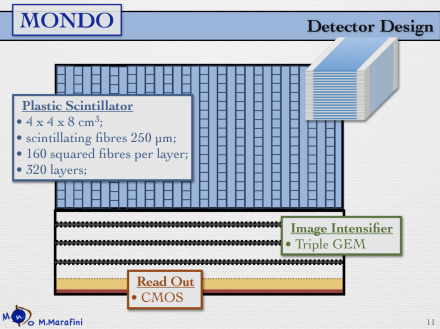 MONDO
Detector Design
Plastic Scintillator
• 4 x 4 x 8 cm³;
• scintillating fibres 250 µm;
• 160 squared fibres per layer;
• 320 layers;
Image Intensifier
• Triple GEM
Read Out
• CMOS
M.Marafini
11